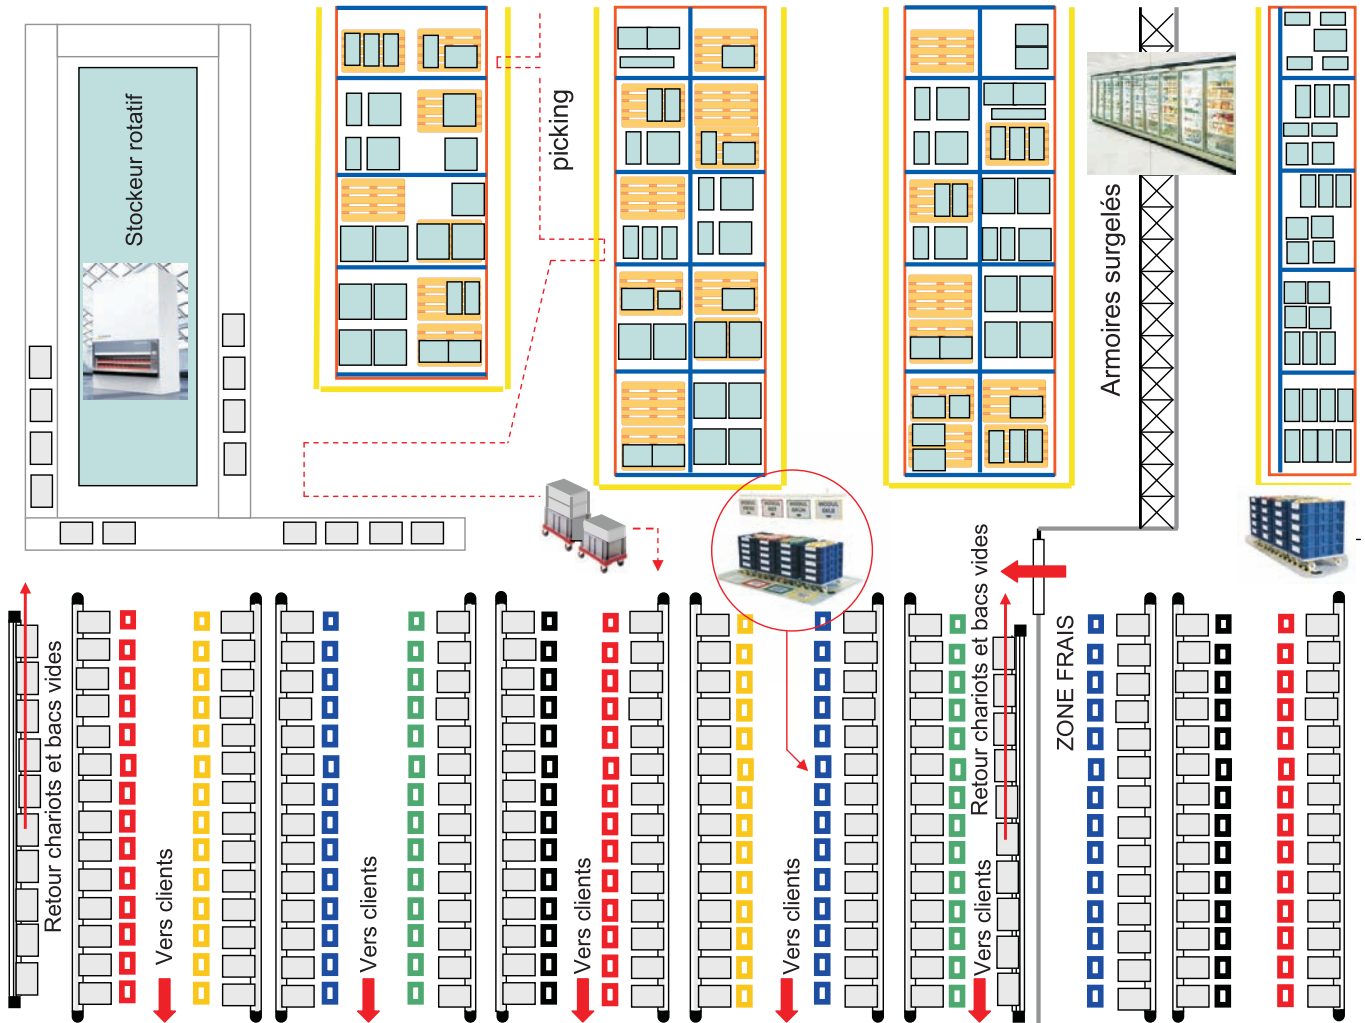 Stockeur rotatif
picking
Armoires surgelés
Retour chariots et bacs vides
Vers clients
Vers clients
Vers clients
Vers clients
Retour chariots et bacs vides
Vers clients
ZONE FRAIS